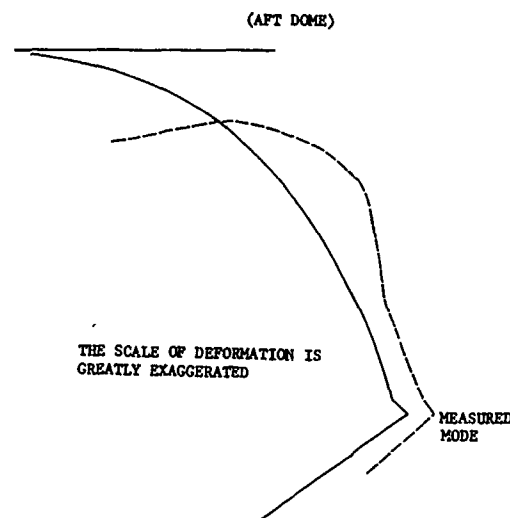 (AFT DOME)
THE SCALE OF DEFORMATION IS
GREATLY EXAGGERATED
MEASURED
MODE